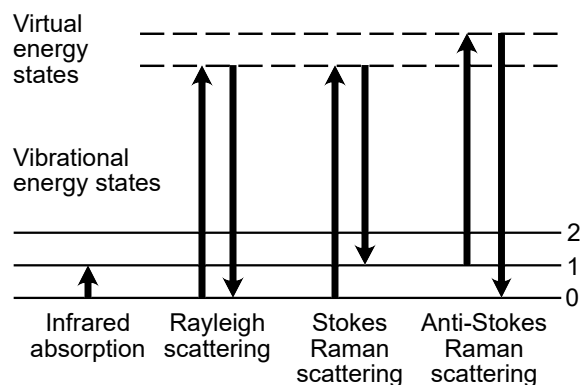 Virtual
energy
states
Vibrational
energy states
2
1
0
Infrared
absorption
Rayleigh
scattering
Stokes
Raman
scattering
Anti-Stokes
Raman
scattering